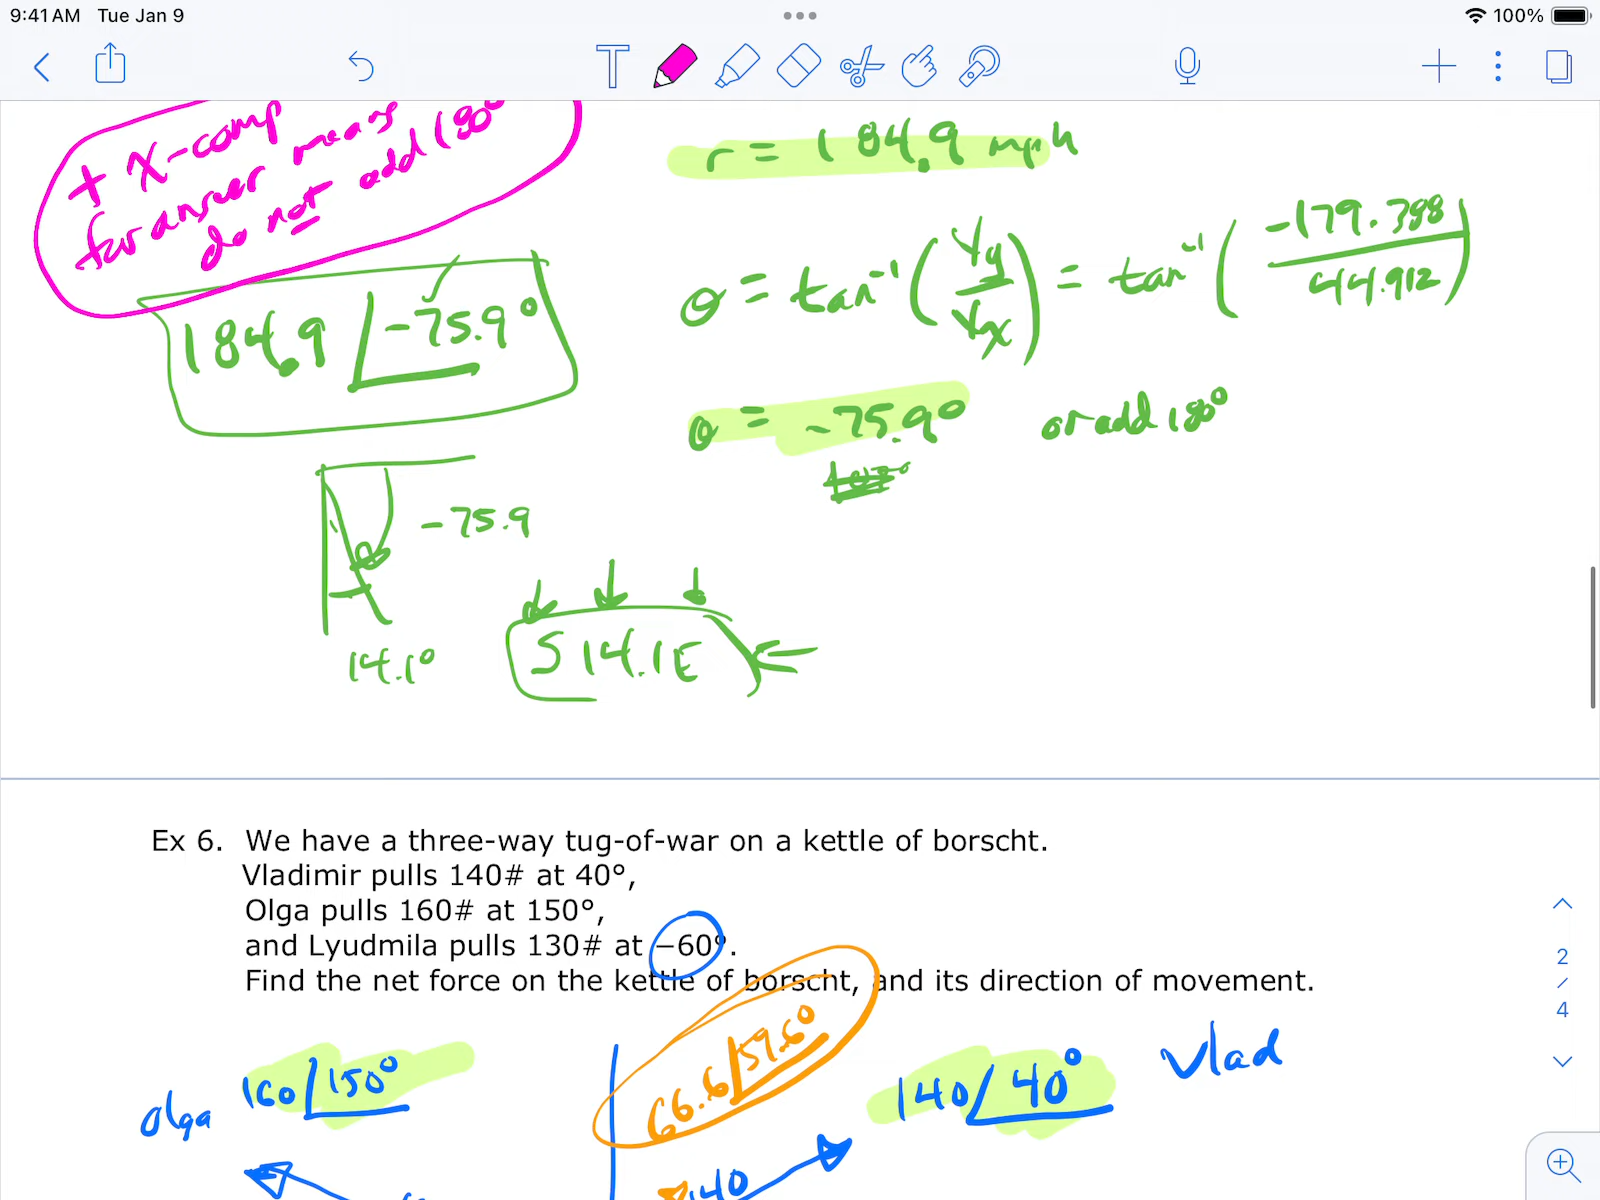 9:41 AM Tue Jan 9
100%
+ x-comp
for answer means
do not add 180°
r = 184.9 mph
θ = tan⁻¹(Vy/Vx) = tan⁻¹(-179.388/44.912)
184.9 ∠-75.9°
θ = -75.9° or add 180°
-75.9
14.1°
S 14.1 E
Ex 6. We have a three-way tug-of-war on a kettle of borscht.
Vladimir pulls 140# at 40°,
Olga pulls 160# at 150°,
and Lyudmila pulls 130# at −60°.
Find the net force on the kettle of borscht, and its direction of movement.
2
/
4
Olga 160 ∠150°
66.6 ∠59.6°
140 ∠40° Vlad
140